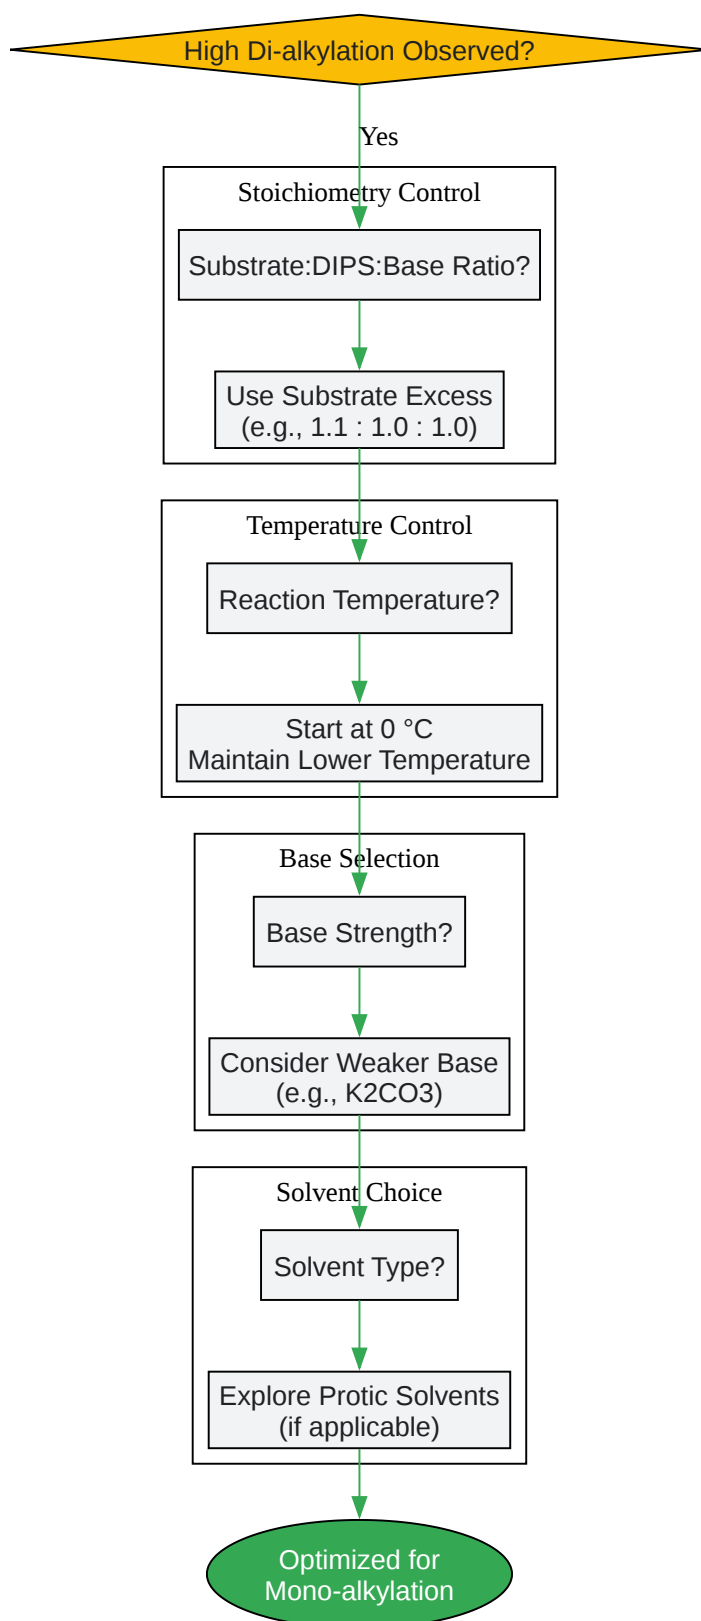 High Di-alkylation Observed?
Yes
Stoichiometry Control
Substrate:DIPS:Base Ratio?
Use Substrate Excess
(e.g., 1.1 : 1.0 : 1.0)
Temperature Control
Reaction Temperature?
Start at 0 °C
Maintain Lower Temperature
Base Selection
Base Strength?
Consider Weaker Base
(e.g., K2CO3)
Solvent Choice
Solvent Type?
Explore Protic Solvents
(if applicable)
Optimized for
Mono-alkylation